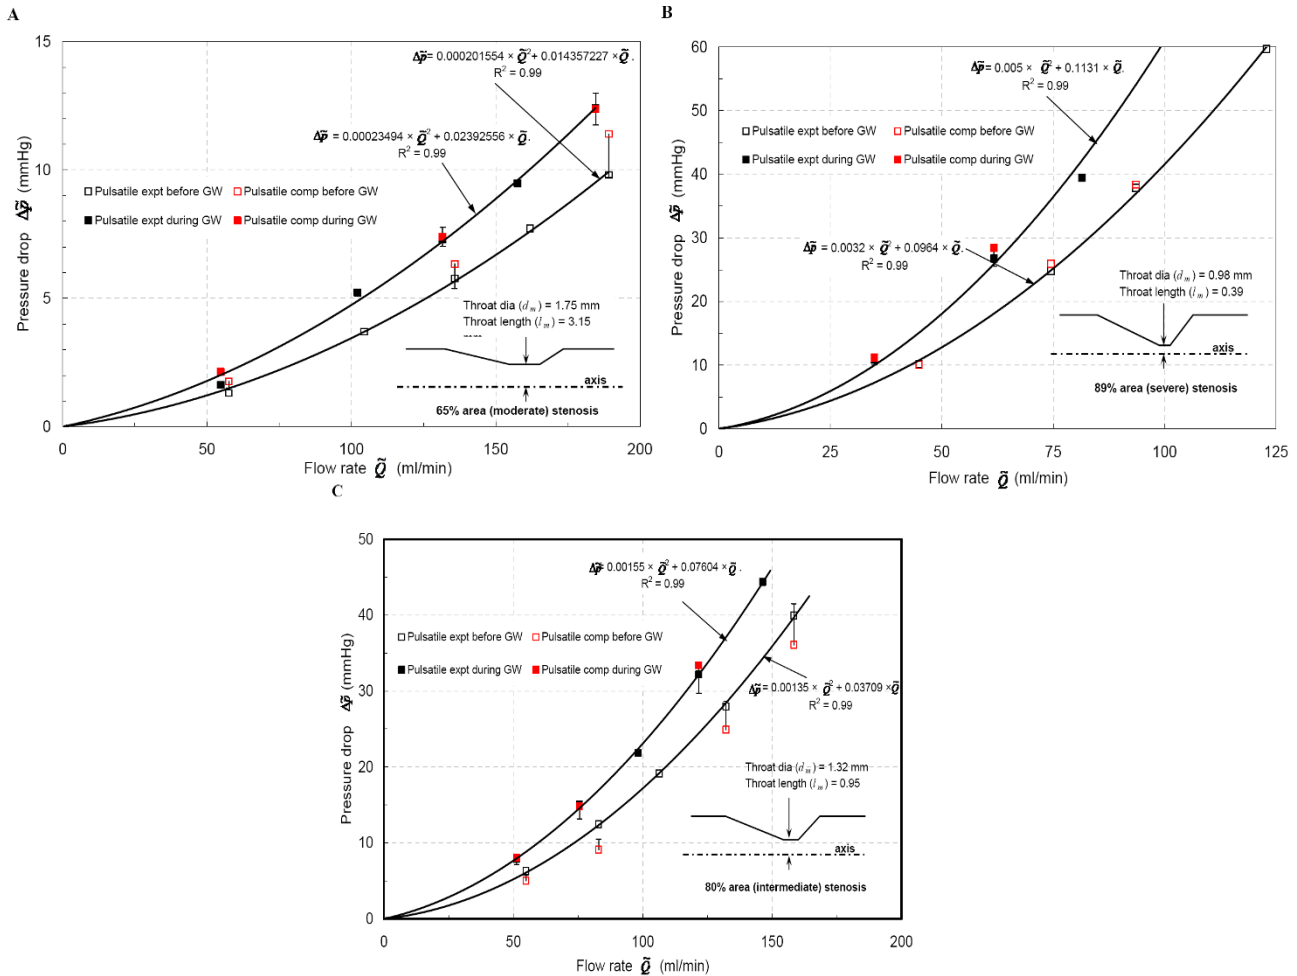 A
15
10
5
0
0
50
100
150
200
Pressure drop Δp̃ (mmHg)
Flow rate Q̃ (ml/min)
Δp̃ = 0.000201554 × Q̃² + 0.014357227 × Q̃.
R² = 0.99
Δp̃ = 0.00023494 × Q̃² + 0.02392556 × Q̃.
R² = 0.99
Pulsatile expt before GW
Pulsatile comp before GW
Pulsatile expt during GW
Pulsatile comp during GW
Throat dia (dₘ) = 1.75 mm
Throat length (lₘ) = 3.15
axis
65% area (moderate) stenosis
B
60
50
40
30
20
10
0
0
25
50
75
100
125
Pressure drop Δp̃ (mmHg)
Flow rate Q̃ (ml/min)
Δp̃ = 0.005 × Q̃² + 0.1131 × Q̃.
R² = 0.99
Pulsatile expt before GW
Pulsatile comp before GW
Pulsatile expt during GW
Pulsatile comp during GW
Δp̃ = 0.0032 × Q̃² + 0.0964 × Q̃.
R² = 0.99
Throat dia (dₘ) = 0.98 mm
Throat length (lₘ) = 0.39
axis
89% area (severe) stenosis
C
50
40
30
20
10
0
0
50
100
150
200
Pressure drop Δp̃ (mmHg)
Flow rate Q̃ (ml/min)
Δp̃ = 0.00155 × Q̃² + 0.07604 × Q̃.
R² = 0.99
Pulsatile expt before GW
Pulsatile comp before GW
Pulsatile expt during GW
Pulsatile comp during GW
Δp̃ = 0.00135 × Q̃² + 0.03709 × Q̃
R² = 0.99
Throat dia (dₘ) = 1.32 mm
Throat length (lₘ) = 0.95
axis
80% area (intermediate) stenosis